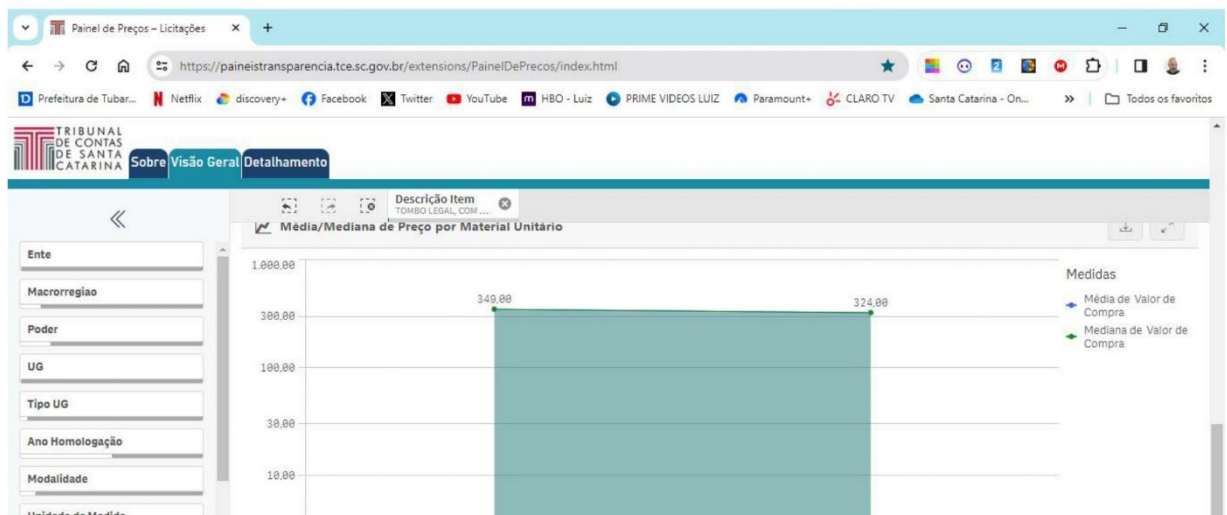 Painel de Preços – Licitações
https://paineistransparencia.tce.sc.gov.br/extensions/PainelDePrecos/index.html
Prefeitura de Tubar... Netflix discovery+ Facebook Twitter YouTube HBO - Luiz PRIME VIDEOS LUIZ Paramount+ CLARO TV Santa Catarina - On... » Todos os favoritos
TRIBUNAL
DE CONTAS
DE SANTA
CATARINA
Sobre Visão Geral Detalhamento
Descrição Item
TOMBO LEGAL, COM ...
Média/Mediana de Preço por Material Unitário
Ente
Macrorregiao
Poder
UG
Tipo UG
Ano Homologação
Modalidade
Unidade de Medida
1.000,00
300,00
100,00
30,00
10,00
349,00
324,00
Medidas
Média de Valor de
Compra
Mediana de Valor de
Compra